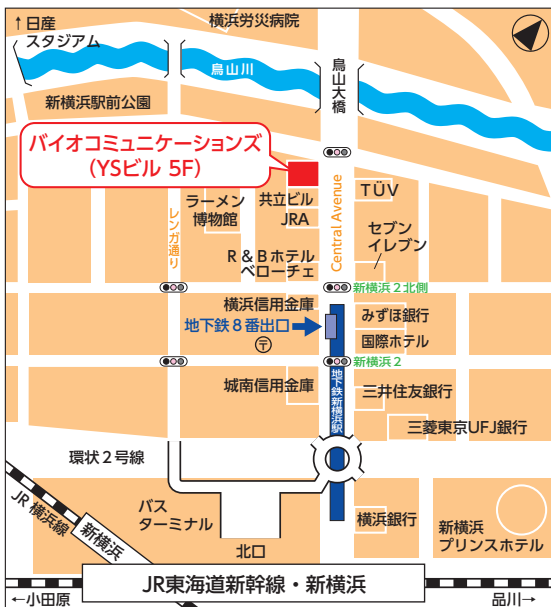 ↑日産
スタジアム
横浜労災病院
鳥山川
鳥山大橋
新横浜駅前公園
バイオコミュニケーションズ
(YSビル 5F)
ラーメン
博物館
共立ビル
JRA
TÜV
レンガ通り
Central Avenue
セブン
イレブン
R & Bホテル
ベローチェ
新横浜2北側
横浜信用金庫
みずほ銀行
地下鉄8番出口
〒
国際ホテル
新横浜2
城南信用金庫
地下鉄新横浜駅
三井住友銀行
三菱東京UFJ銀行
環状2号線
JR 横浜線
新横浜
バス
ターミナル
横浜銀行
新横浜
プリンスホテル
北口
JR東海道新幹線・新横浜
←小田原
品川→